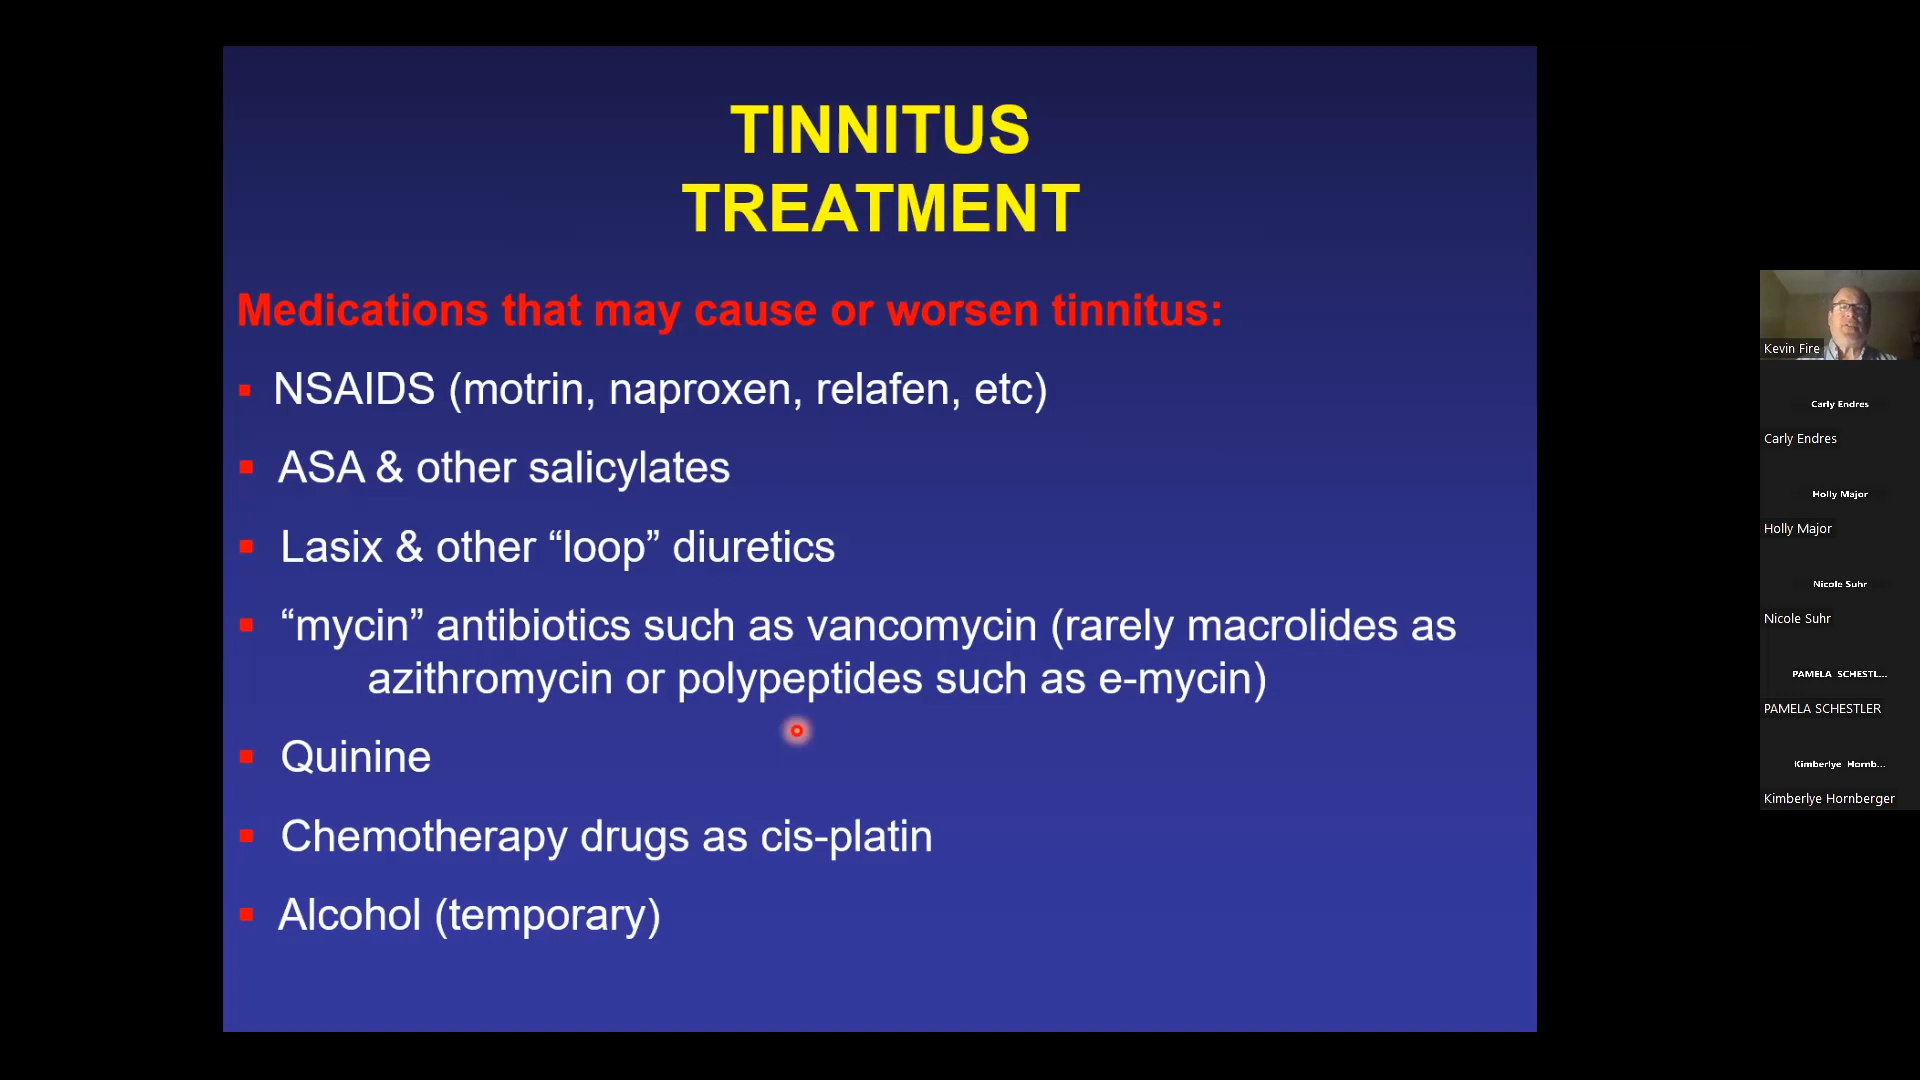 TINNITUS
TREATMENT
Medications that may cause or worsen tinnitus:
▪ NSAIDS (motrin, naproxen, relafen, etc)
▪ ASA & other salicylates
▪ Lasix & other “loop” diuretics
▪ “mycin” antibiotics such as vancomycin (rarely macrolides as
azithromycin or polypeptides such as e-mycin)
▪ Quinine
▪ Chemotherapy drugs as cis-platin
▪ Alcohol (temporary)
Kevin Fire
Carly Endres
Carly Endres
Holly Major
Holly Major
Nicole Suhr
Nicole Suhr
PAMELA SCHESTL...
PAMELA SCHESTLER
Kimberlye Hornb...
Kimberlye Hornberger